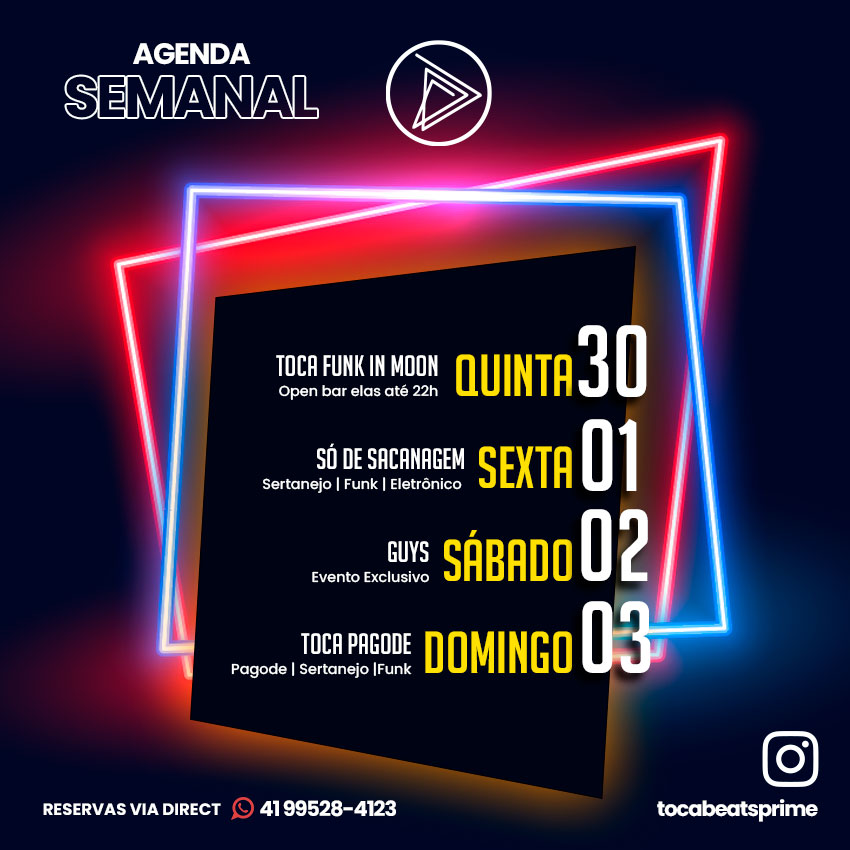 AGENDA
SEMANAL
TOCA FUNK IN MOON
Open bar elas até 22h
QUINTA 30
SÓ DE SACANAGEM
Sertanejo | Funk | Eletrônico
SEXTA 01
GUYS
Evento Exclusivo
SÁBADO 02
TOCA PAGODE
Pagode | Sertanejo |Funk
DOMINGO 03
RESERVAS VIA DIRECT 41 99528-4123
tocabeatsprime